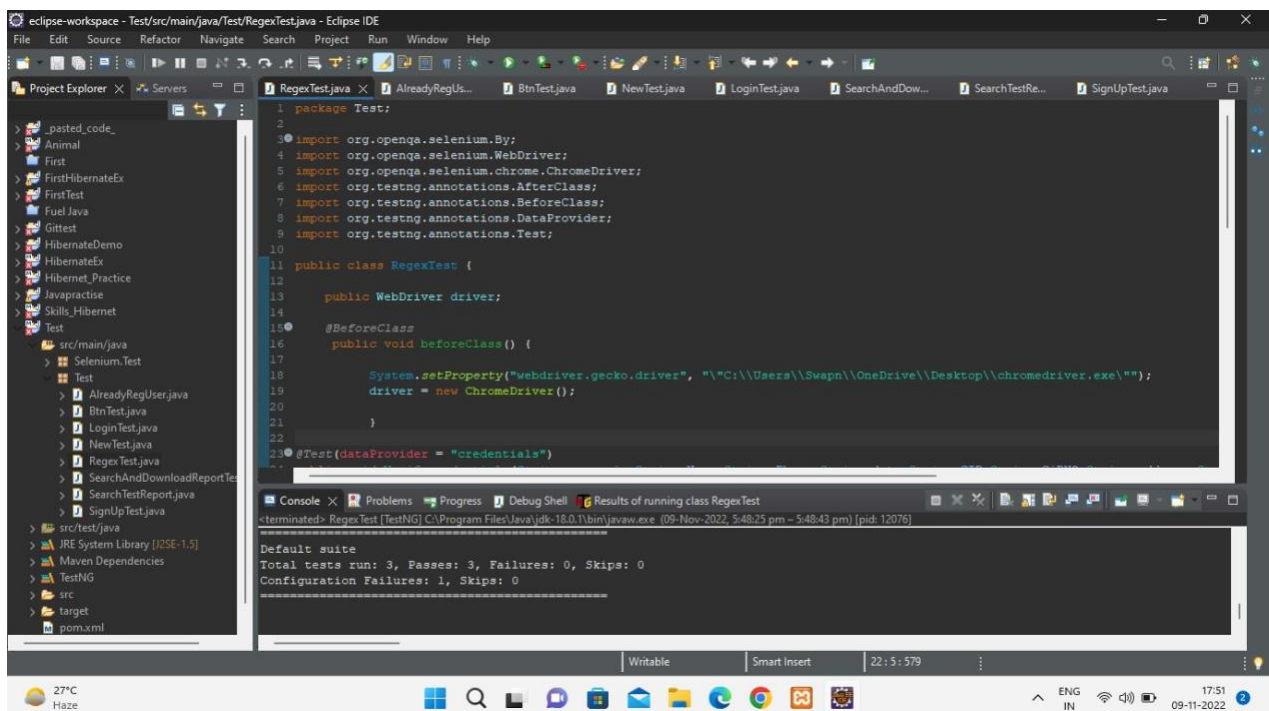 eclipse-workspace - Test/src/main/java/Test/RegexTest.java - Eclipse IDE
File Edit Source Refactor Navigate Search Project Run Window Help
Project Explorer Servers
_pasted_code_
Animal
First
FirstHibernateEx
FirstTest
Fuel Java
Gittest
HibernateDemo
HibernateEx
Hibernet_Practice
Javapractise
Skills_Hibernet
Test
src/main/java
Selenium.Test
Test
AlreadyRegUser.java
BtnTest.java
LoginTest.java
NewTest.java
RegexTest.java
SearchAndDownloadReportTes
SearchTestReport.java
SignUpTest.java
src/test/java
JRE System Library [J2SE-1.5]
Maven Dependencies
TestNG
src
target
pom.xml
RegexTest.java AlreadyRegUs... BtnTest.java NewTest.java LoginTest.java SearchAndDow... SearchTestRe... SignUpTest.java
1 package Test;
2
3 import org.openqa.selenium.By;
4 import org.openqa.selenium.WebDriver;
5 import org.openqa.selenium.chrome.ChromeDriver;
6 import org.testng.annotations.AfterClass;
7 import org.testng.annotations.BeforeClass;
8 import org.testng.annotations.DataProvider;
9 import org.testng.annotations.Test;
10
11 public class RegexTest {
12
13 public WebDriver driver;
14
15 @BeforeClass
16 public void beforeClass() {
17
18 System.setProperty("webdriver.gecko.driver", "\"C:\\Users\\Swapn\\OneDrive\\Desktop\\chromedriver.exe\"");
19 driver = new ChromeDriver();
20
21 }
22
23 @Test(dataProvider = "credentials")
Console Problems Progress Debug Shell Results of running class RegexTest
<terminated> RegexTest [TestNG] C:\Program Files\Java\jdk-18.0.1\bin\javaw.exe (09-Nov-2022, 5:48:25 pm – 5:48:43 pm) [pid: 12076]
===============================================
Default suite
Total tests run: 3, Passes: 3, Failures: 0, Skips: 0
Configuration Failures: 1, Skips: 0
===============================================
Writable Smart Insert 22 : 5 : 579
27°C
Haze
ENG
IN
17:51
09-11-2022
2